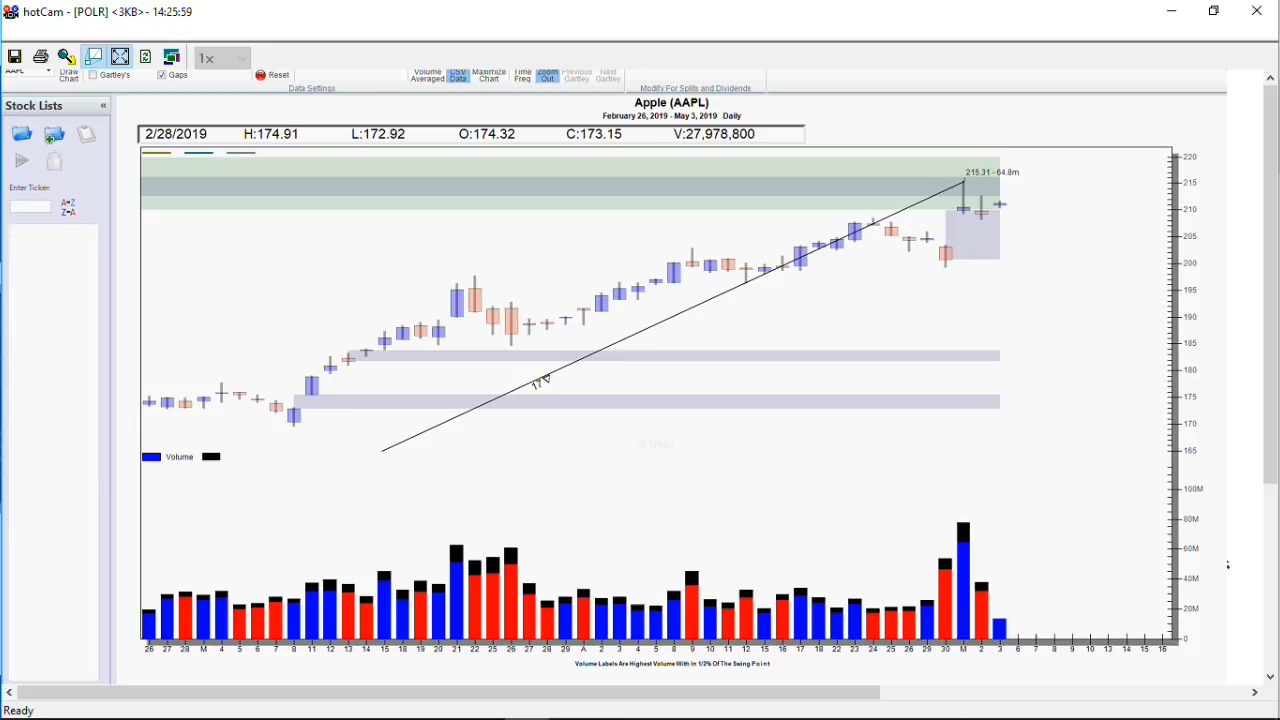 hotCam - [POLR] <3KB>- 14:25:59
1x
AAPL
Draw Chart
Gartley's
Gaps
Reset
Volume Averaged
CSV Data
Maximize Chart
Time Freq
Zoom Out
Previous Gartley
Next Gartley
Data Settings
Modify For Splits and Dividends
Stock Lists «
Apple (AAPL)
February 26, 2019 - May 3, 2019 Daily
2/28/2019 H:174.91 L:172.92 O:174.32 C:173.15 V:27,978,800
Enter Ticker:
A-Z
Z-A
215.31 - 64.8m
220
215
210
205
200
195
190
185
180
175
170
165
Volume
100M
80M
60M
40M
20M
0
26 27 28 M 4 5 6 7 8 11 12 13 14 15 18 19 20 21 22 25 26 27 28 29 A 2 3 4 5 8 9 10 11 12 15 16 17 18 22 23 24 25 26 29 30 M 2 3 6 7 8 9 10 13 14 15 16
Volume Labels Are Highest Volume With In 1/2% Of The Swing Point
Ready